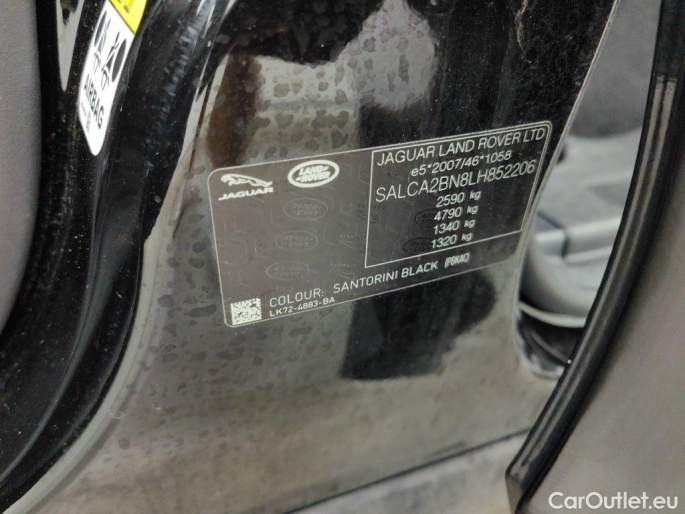 AIRBAG
JAGUAR
LAND-
ROVER
JAGUAR LAND ROVER LTD
e5*2007/46*1058
SALCA2BN8LH852206
2590 kg
4790 kg
1340 kg
1320 kg
COLOUR: SANTORINI BLACK (PBKAC)
LK72-4883-BA
CarOutlet.eu